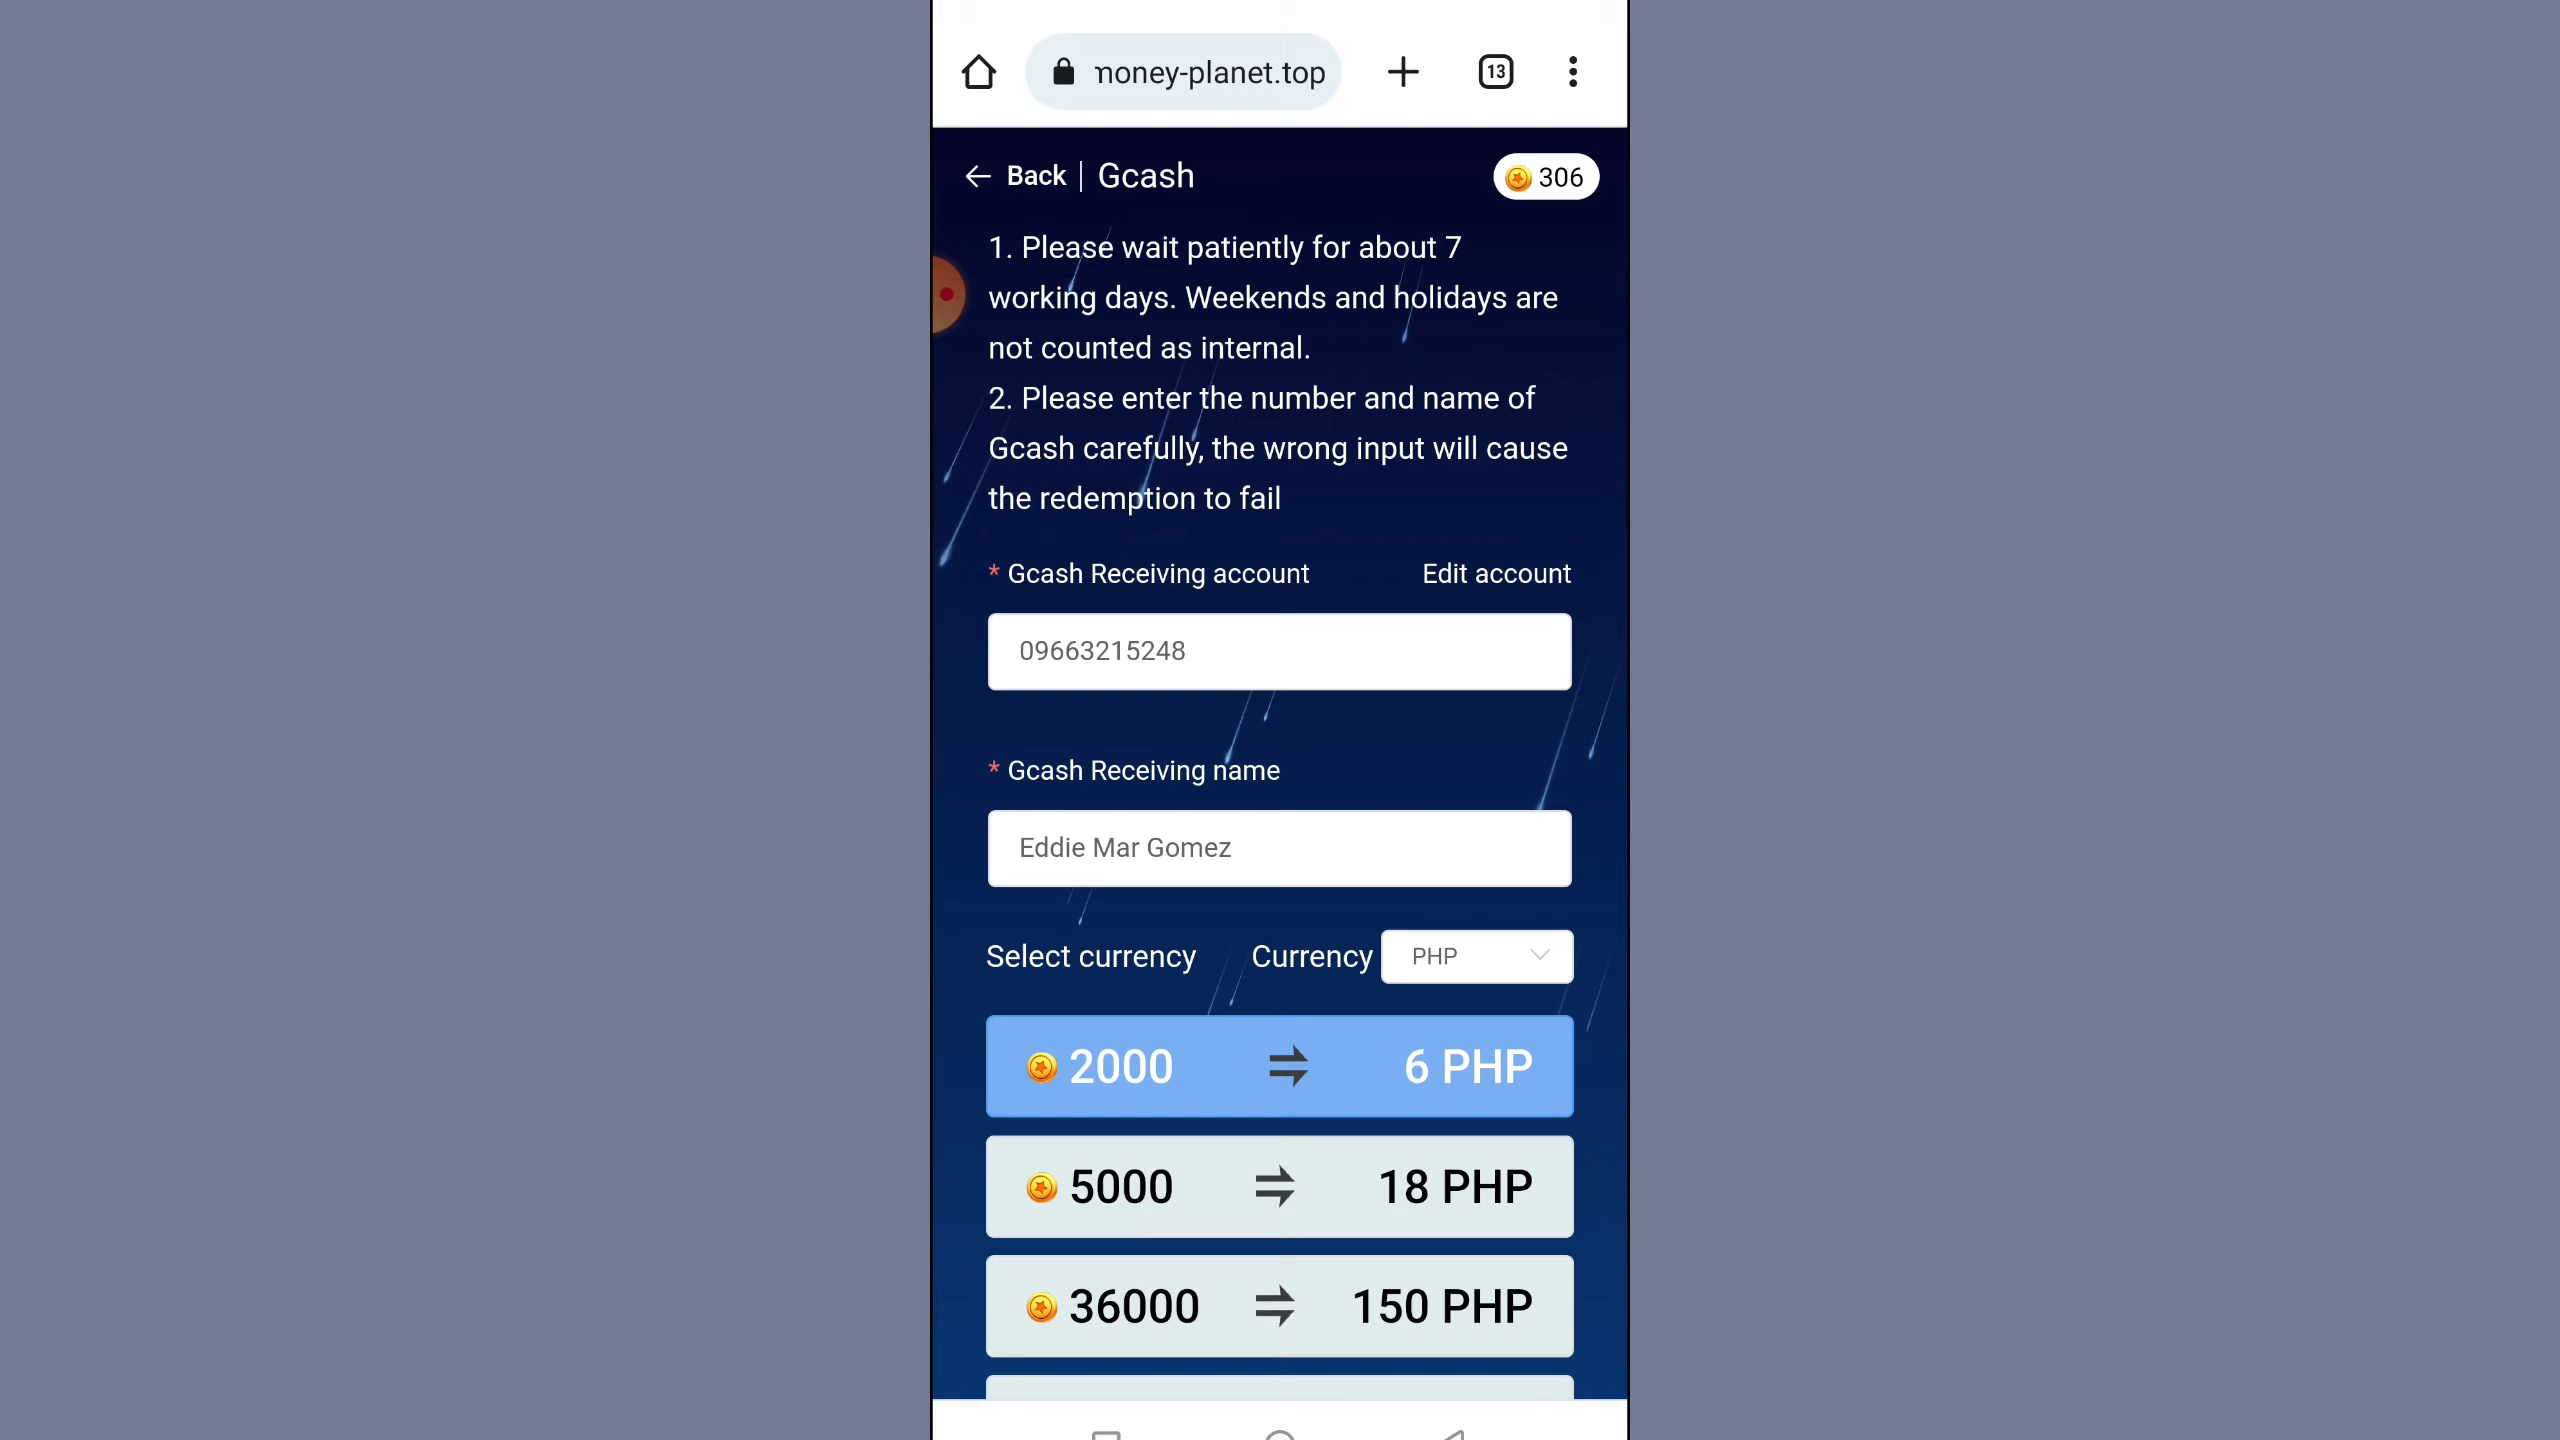 money-planet.top
13
Back | Gcash
306
1. Please wait patiently for about 7
working days. Weekends and holidays are
not counted as internal.
2. Please enter the number and name of
Gcash carefully, the wrong input will cause
the redemption to fail
* Gcash Receiving account
Edit account
09663215248
* Gcash Receiving name
Eddie Mar Gomez
Select currency
Currency
PHP
2000 6 PHP
5000 18 PHP
36000 150 PHP